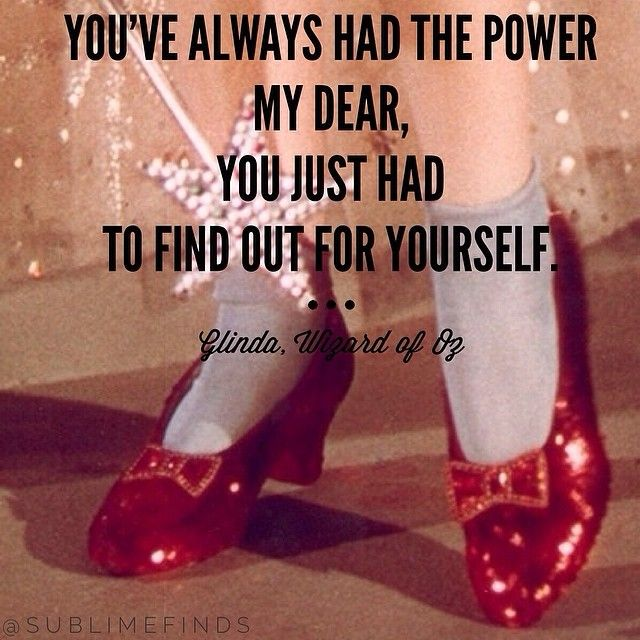 YOU'VE ALWAYS HAD THE POWER
MY DEAR,
YOU JUST HAD
TO FIND OUT FOR YOURSELF.
•••
Glinda, Wizard of Oz
@SUBLIMEFINDS